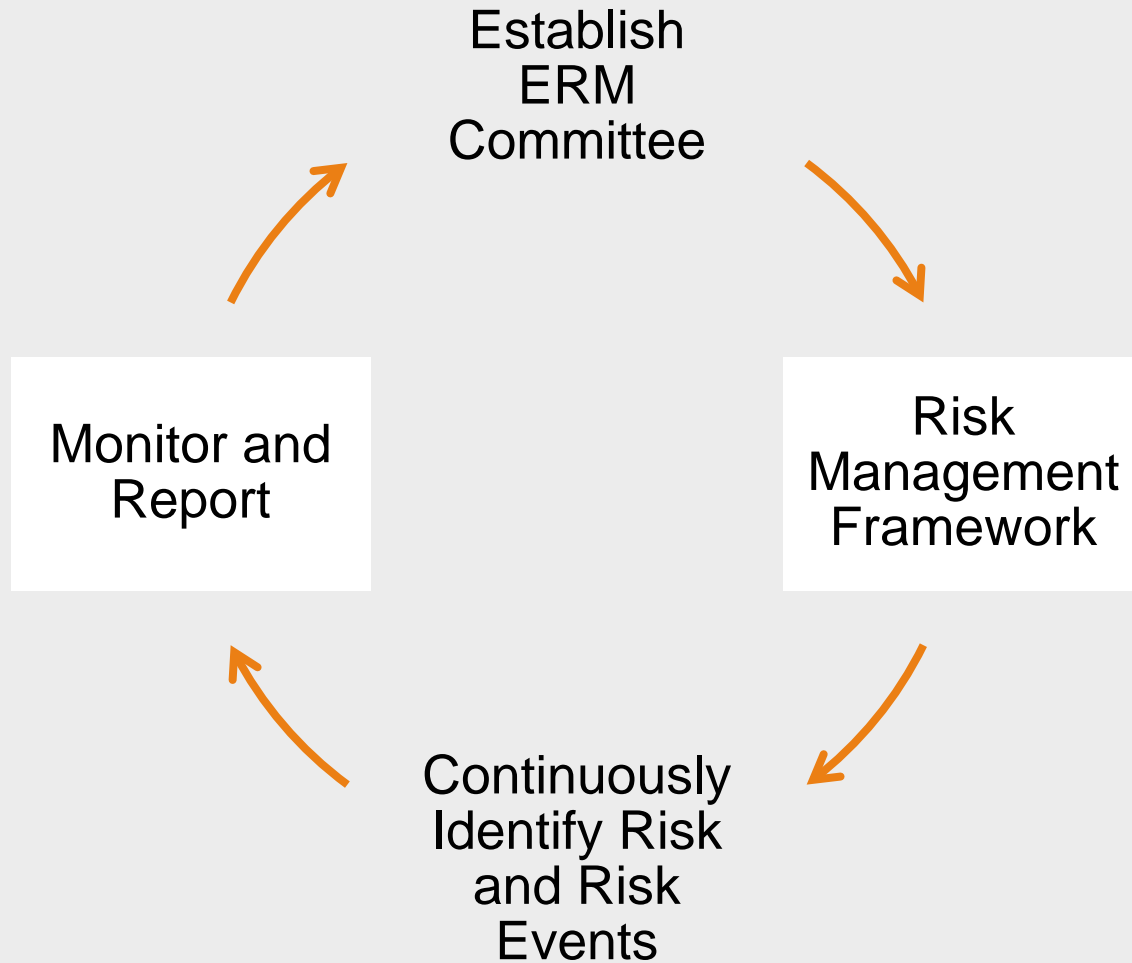 Establish
ERM
Committee
Monitor and
Report
Risk
Management
Framework
Continuously
Identify Risk
and Risk
Events